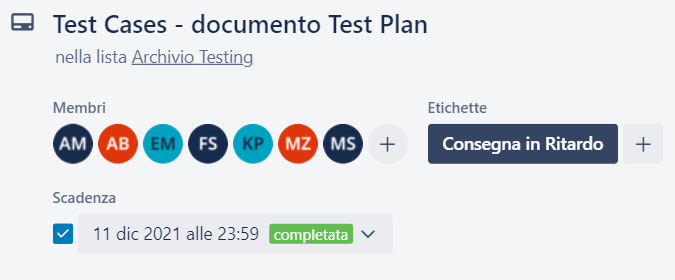 Test Cases - documento Test Plan
nella lista Archivio Testing
Membri
Etichette
AM AB EM FS KP MZ MS +
Consegna in Ritardo +
Scadenza
11 dic 2021 alle 23:59 completata